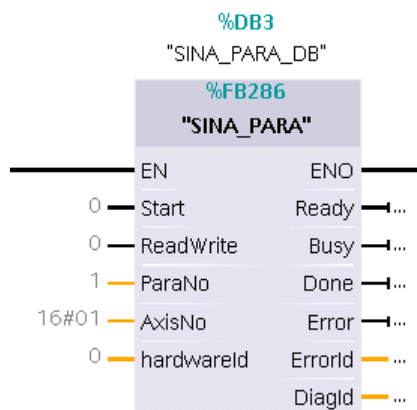 %DB3
"SINA_PARA_DB"
%FB286
"SINA_PARA"
EN ENO
0 Start Ready ...
0 ReadWrite Busy ...
1 ParaNo Done ...
16#01 AxisNo Error ...
0 hardwareId ErrorId ...
DiagId ...